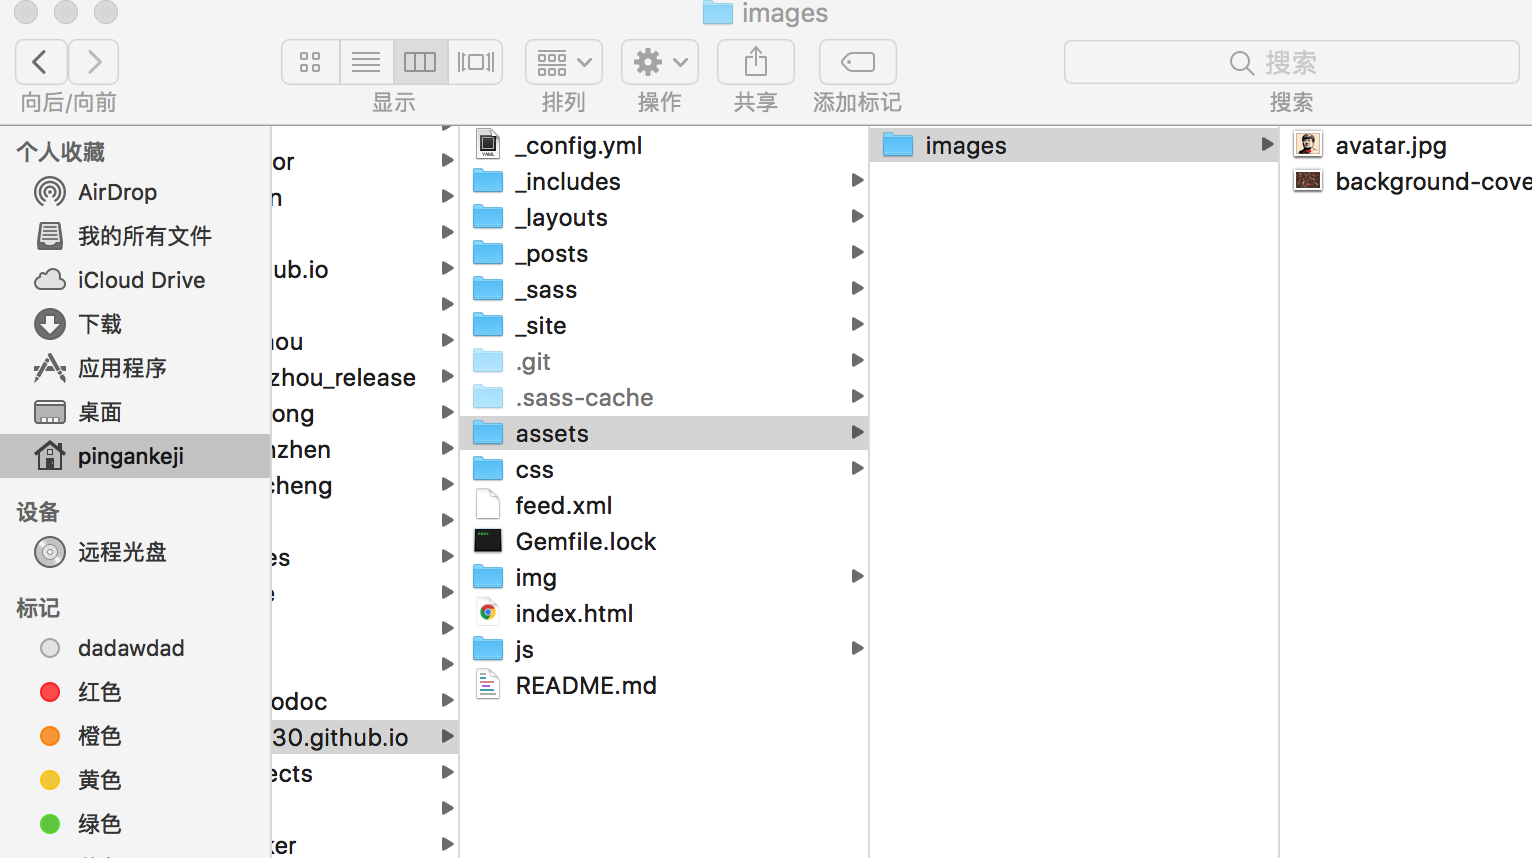 images
向后/向前
显示
排列
操作
共享
添加标记
搜索
搜索
个人收藏
AirDrop
我的所有文件
iCloud Drive
下载
应用程序
桌面
pingankeji
设备
远程光盘
标记
dadawdad
红色
橙色
黄色
绿色
or
n
ub.io
ou
zhou_release
ong
nzhen
cheng
es
odoc
30.github.io
ects
ker
_config.yml
_includes
_layouts
_posts
_sass
_site
.git
.sass-cache
assets
css
feed.xml
Gemfile.lock
img
index.html
js
README.md
images
avatar.jpg
background-cove